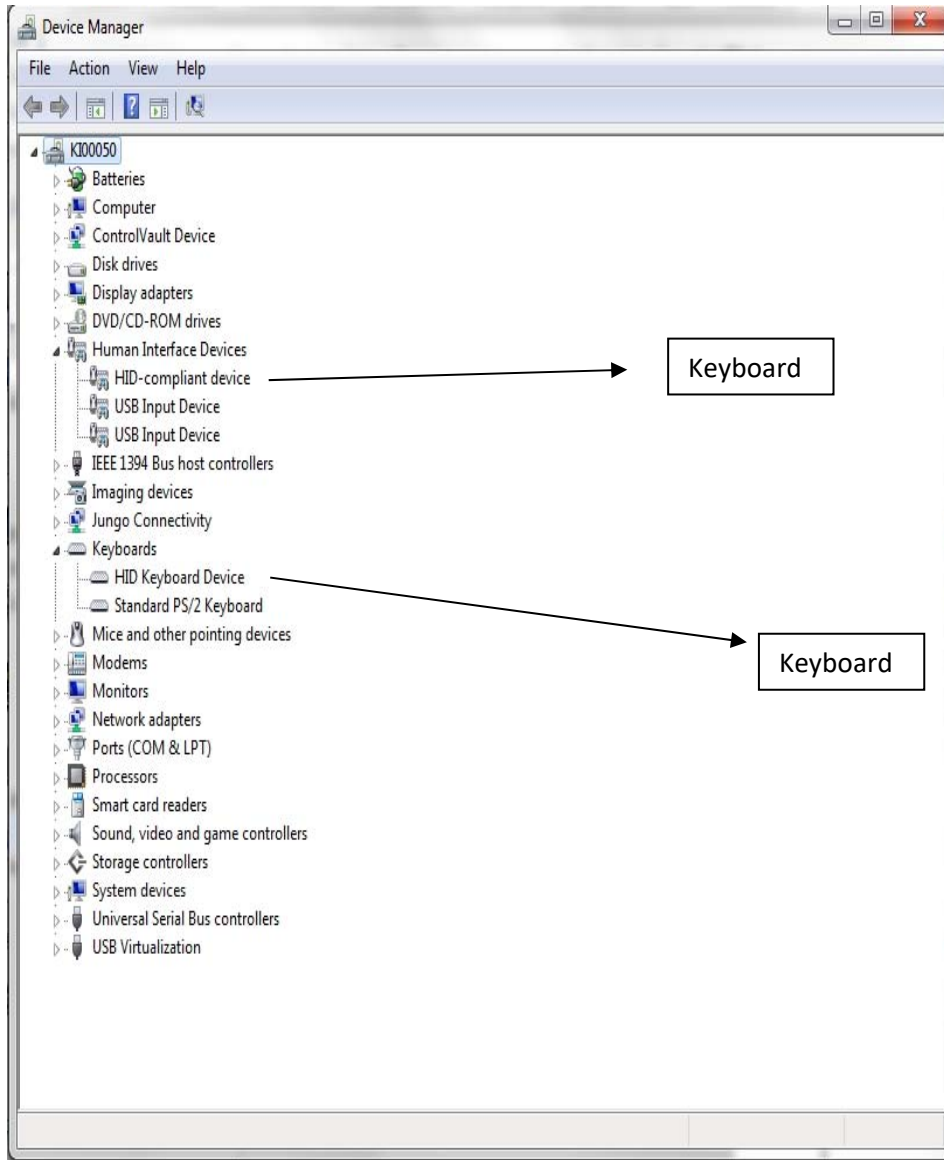 Device Manager
File Action View Help
KI00050
Batteries
Computer
ControlVault Device
Disk drives
Display adapters
DVD/CD-ROM drives
Human Interface Devices
HID-compliant device
Keyboard
USB Input Device
USB Input Device
IEEE 1394 Bus host controllers
Imaging devices
Jungo Connectivity
Keyboards
HID Keyboard Device
Standard PS/2 Keyboard
Mice and other pointing devices
Keyboard
Modems
Monitors
Network adapters
Ports (COM & LPT)
Processors
Smart card readers
Sound, video and game controllers
Storage controllers
System devices
Universal Serial Bus controllers
USB Virtualization